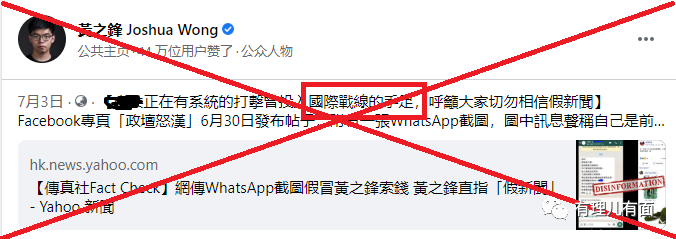 黃之鋒 Joshua Wong
公共主页 · 万位用户赞了 · 公众人物
7月3日 · 正在有系統的打擊曾投入國際戰線的手足，呼籲大家切勿相信假新聞】
Facebook專頁「政壇怒漢」6月30日發布帖子 WhatsApp截圖，圖中訊息聲稱自己是前...
hk.news.yahoo.com
【傳真社Fact Check】網傳WhatsApp截圖假冒黃之鋒索錢 黃之鋒直指「假新聞」
- Yahoo 新聞
DISINFORMATION
有理儿有面